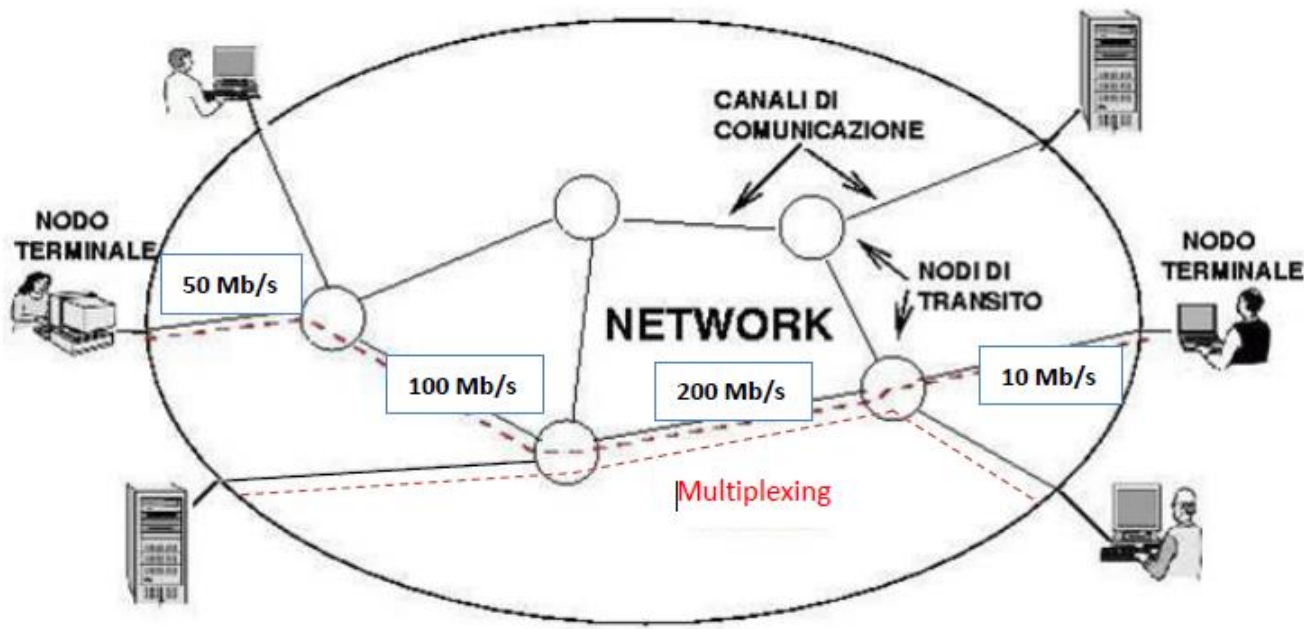 CANALI DI
COMUNICAZIONE
NODO
TERMINALE
NODO
TERMINALE
50 Mb/s
NODI DI
TRANSITO
NETWORK
100 Mb/s
200 Mb/s
10 Mb/s
Multiplexing